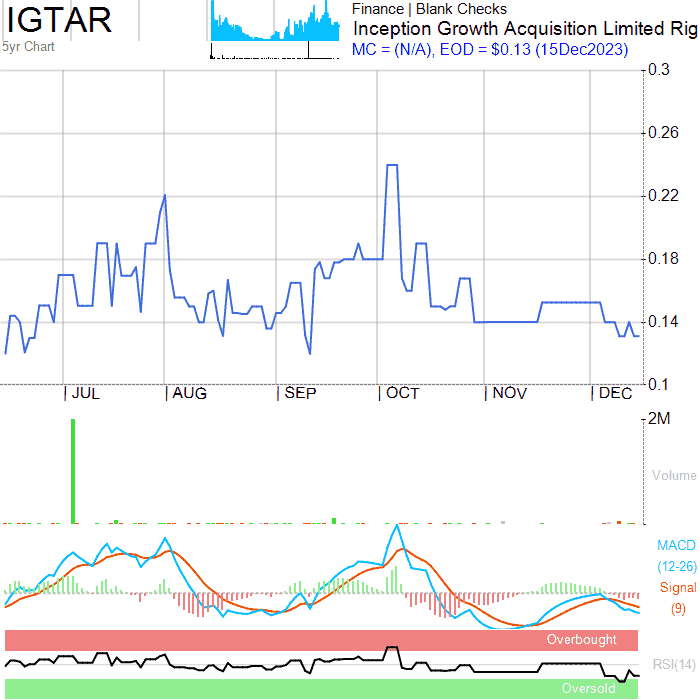 IGTAR
5yr Chart
Finance | Blank Checks
Inception Growth Acquisition Limited Rig
MC = (N/A), EOD = $0.13 (15Dec2023)
0.3
0.26
0.22
0.18
0.14
0.1
JUL AUG SEP OCT NOV DEC
2M
Volume
MACD
(12-26)
Signal
(9)
Overbought
RSI(14)
Oversold